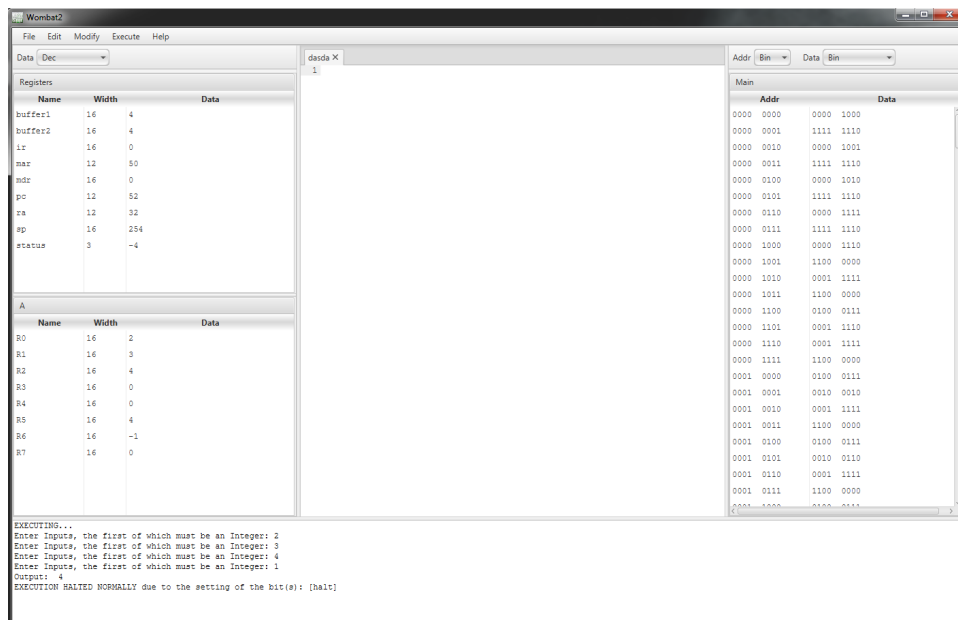 Wombat2
File Edit Modify Execute Help
Data Dec
Registers
Name Width Data
buffer1 16 4
buffer2 16 4
ir 16 0
mar 12 50
mdr 16 0
pc 12 52
ra 12 32
sp 16 254
status 3 -4
A
Name Width Data
R0 16 2
R1 16 3
R2 16 4
R3 16 0
R4 16 0
R5 16 4
R6 16 -1
R7 16 0
dasda ×
1
Addr Bin Data Bin
Main
Addr Data
0000 0000 0000 1000
0000 0001 1111 1110
0000 0010 0000 1001
0000 0011 1111 1110
0000 0100 0000 1010
0000 0101 1111 1110
0000 0110 0000 1111
0000 0111 1111 1110
0000 1000 0000 1110
0000 1001 1100 0000
0000 1010 0001 1111
0000 1011 1100 0000
0000 1100 0100 0111
0000 1101 0001 1110
0000 1110 0001 1111
0000 1111 1100 0000
0001 0000 0100 0111
0001 0001 0010 0010
0001 0010 0001 1111
0001 0011 1100 0000
0001 0100 0100 0111
0001 0101 0010 0110
0001 0110 0001 1111
0001 0111 1100 0000
EXECUTING...
Enter Inputs, the first of which must be an Integer: 2
Enter Inputs, the first of which must be an Integer: 3
Enter Inputs, the first of which must be an Integer: 4
Enter Inputs, the first of which must be an Integer: 1
Output: 4
EXECUTION HALTED NORMALLY due to the setting of the bit(s): [halt]